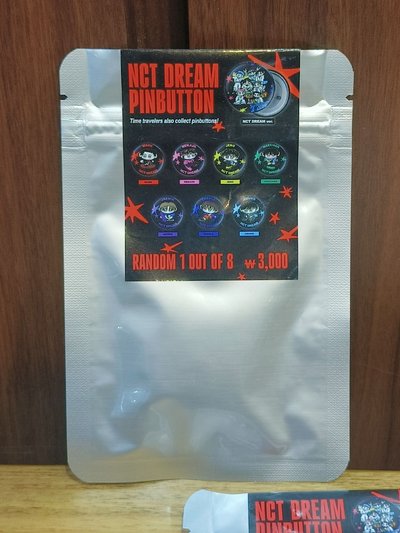 NCT DREAM
PINBUTTON
Time travelers also collect pinbuttons!
NCT DREAM ver.
RANDOM 1 OUT OF 8 ₩3,000
NCT DREAM
PINBUTTON